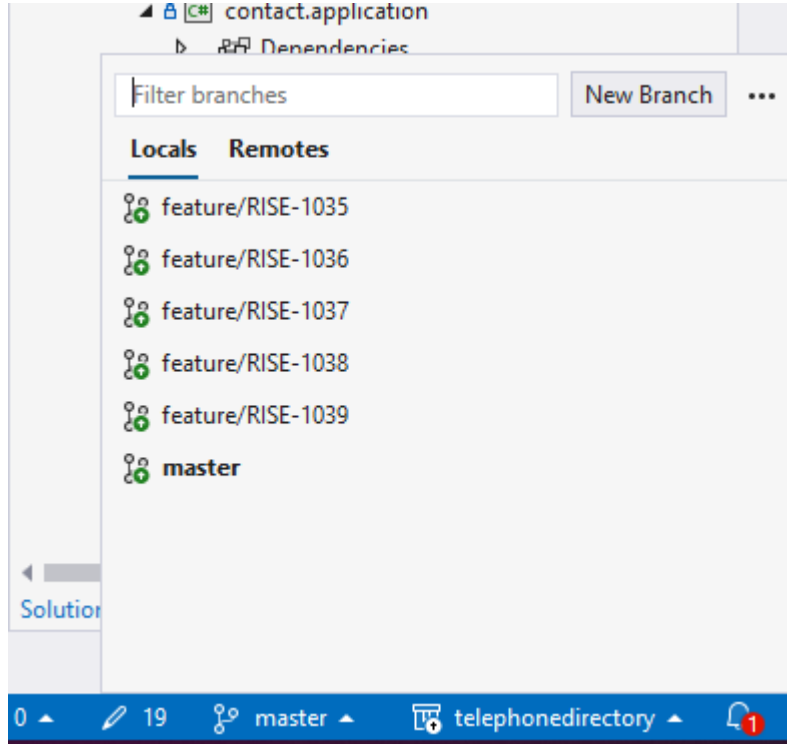 C# contact.application
Dependencies
Filter branches New Branch ...
Locals Remotes
feature/RISE-1035
feature/RISE-1036
feature/RISE-1037
feature/RISE-1038
feature/RISE-1039
master
Solution
0 19 master telephonedirectory 1